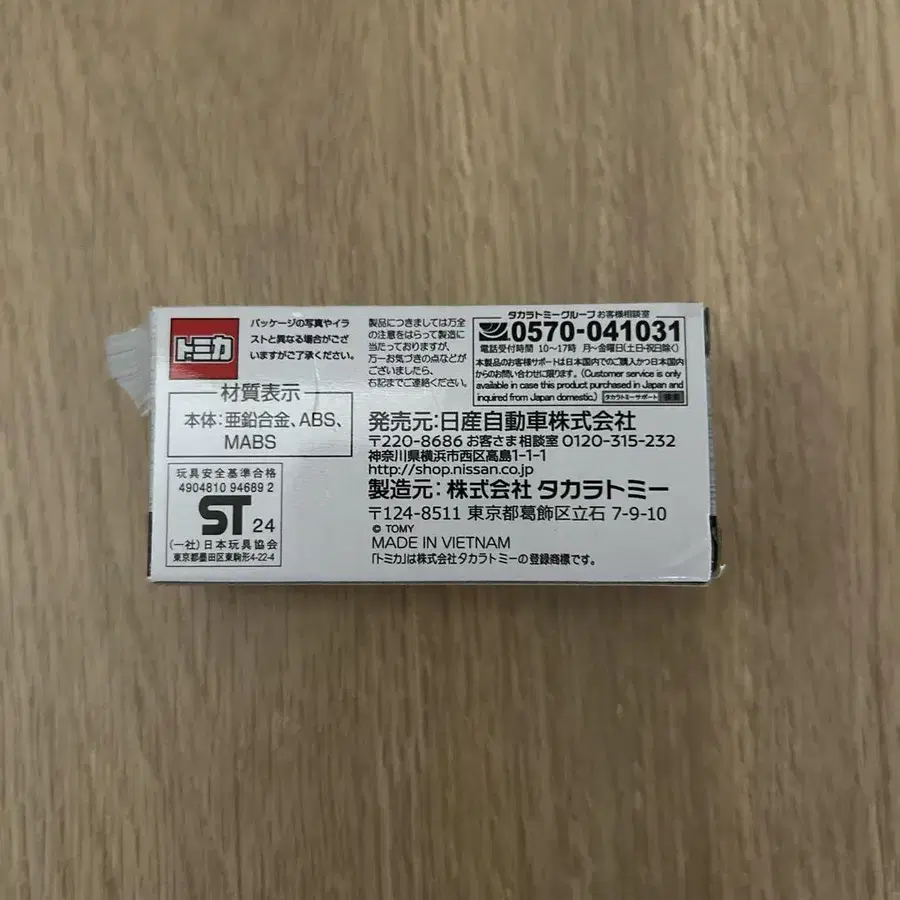 トミカ
パッケージの写真やイラ
ストと異なる場合がござ
いますがご了承ください。
材質表示
本体:亜鉛合金、ABS、
MABS
玩具安全基準合格
4904810 94689 2
ST 24
(一社)日本玩具協会
東京都墨田区東駒形4-22-4
製品につきましては万全
の注意をはらって製造に
当たっておりますが、
万一お気づきの点などが
ございましたら、
右記までご連絡ください。
タカラトミーグループ お客様相談室
0570-041031
電話受付時間 10〜17時 月〜金曜日(土日・祝日除く)
本製品のお客様サポートは日本国内でのご購入かつ日本国内
からのお問い合わせに限ります。(Customer service is only
available in case this product purchased in Japan and
inquired from Japan domestic.) タカラトミーサポート 検索
発売元:日産自動車株式会社
〒220-8686 お客さま相談室 0120-315-232
神奈川県横浜市西区高島1-1-1
http://shop.nissan.co.jp
製造元:株式会社 タカラトミー
〒124-8511 東京都葛飾区立石 7-9-10
© TOMY
MADE IN VIETNAM
「トミカ」は株式会社タカラトミーの登録商標です。